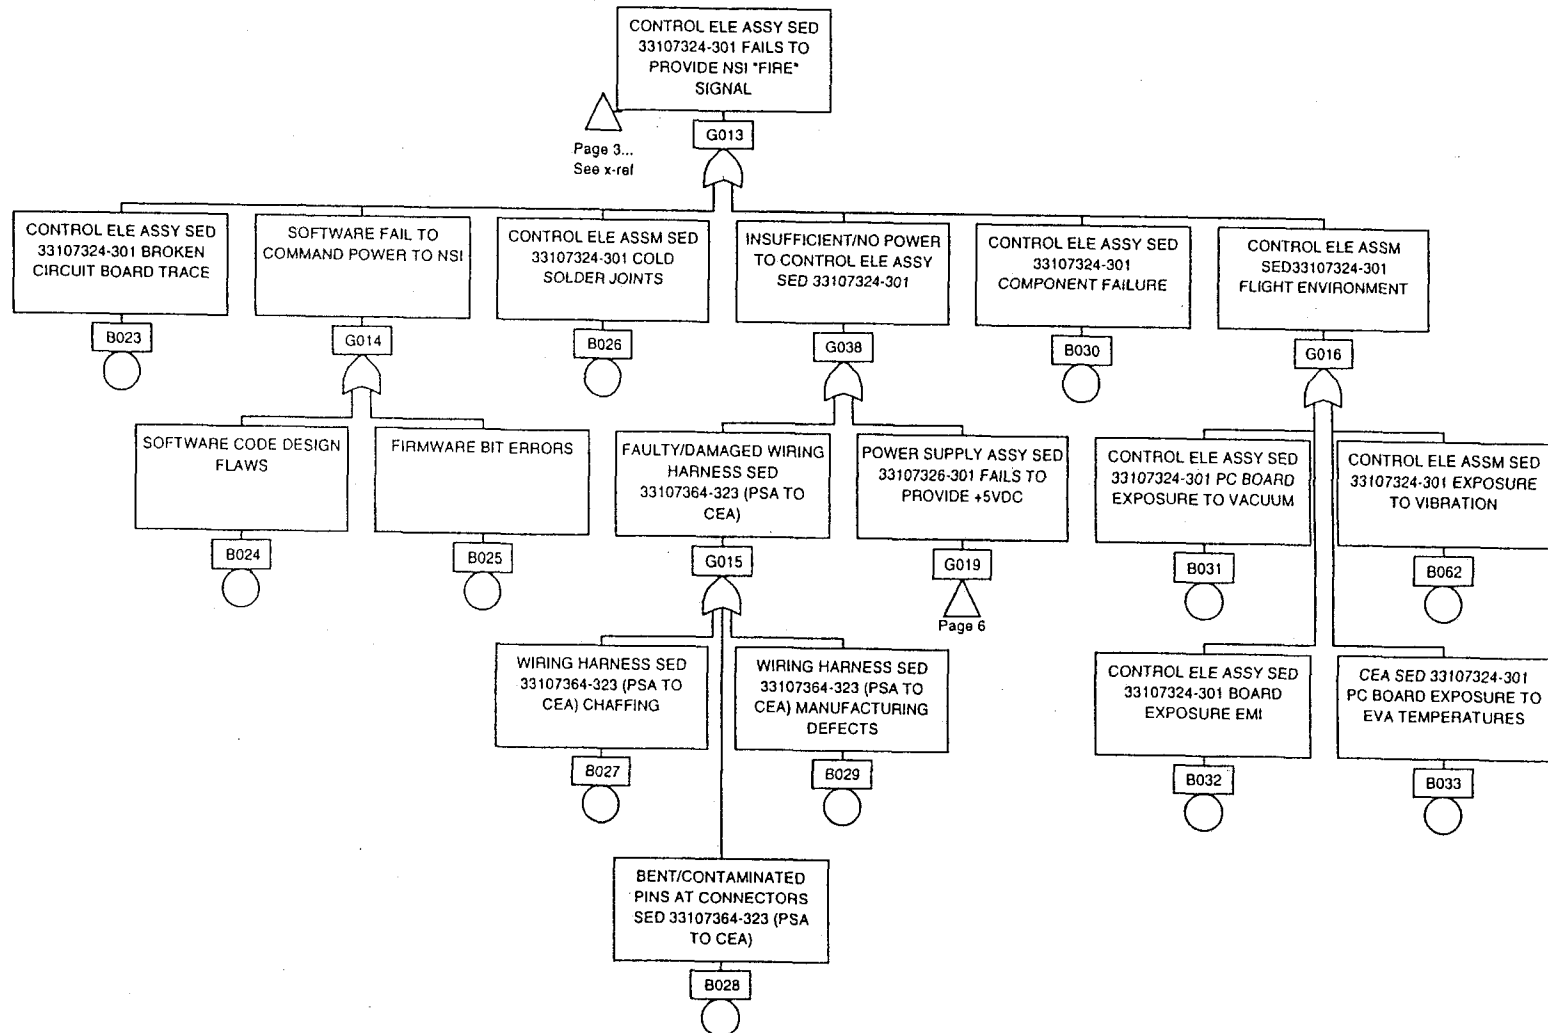 CONTROL ELE ASSY SED
33107324-301 FAILS TO
PROVIDE NSI "FIRE"
SIGNAL
G013
Page 3...
See x-ref
CONTROL ELE ASSY SED
33107324-301 BROKEN
CIRCUIT BOARD TRACE
B023
SOFTWARE FAIL TO
COMMAND POWER TO NSI
G014
CONTROL ELE ASSM SED
33107324-301 COLD
SOLDER JOINTS
B026
INSUFFICIENT/NO POWER
TO CONTROL ELE ASSY
SED 33107324-301
G038
CONTROL ELE ASSY SED
33107324-301
COMPONENT FAILURE
B030
CONTROL ELE ASSM
SED33107324-301
FLIGHT ENVIRONMENT
G016
SOFTWARE CODE DESIGN
FLAWS
B024
FIRMWARE BIT ERRORS
B025
FAULTY/DAMAGED WIRING
HARNESS SED
33107364-323 (PSA TO
CEA)
G015
POWER SUPPLY ASSY SED
33107326-301 FAILS TO
PROVIDE +5VDC
G019
Page 6
CONTROL ELE ASSY SED
33107324-301 PC BOARD
EXPOSURE TO VACUUM
B031
CONTROL ELE ASSM SED
33107324-301 EXPOSURE
TO VIBRATION
B062
WIRING HARNESS SED
33107364-323 (PSA TO
CEA) CHAFFING
B027
WIRING HARNESS SED
33107364-323 (PSA TO
CEA) MANUFACTURING
DEFECTS
B029
CONTROL ELE ASSY SED
33107324-301 BOARD
EXPOSURE EMI
B032
CEA SED 33107324-301
PC BOARD EXPOSURE TO
EVA TEMPERATURES
B033
BENT/CONTAMINATED
PINS AT CONNECTORS
SED 33107364-323 (PSA
TO CEA)
B028